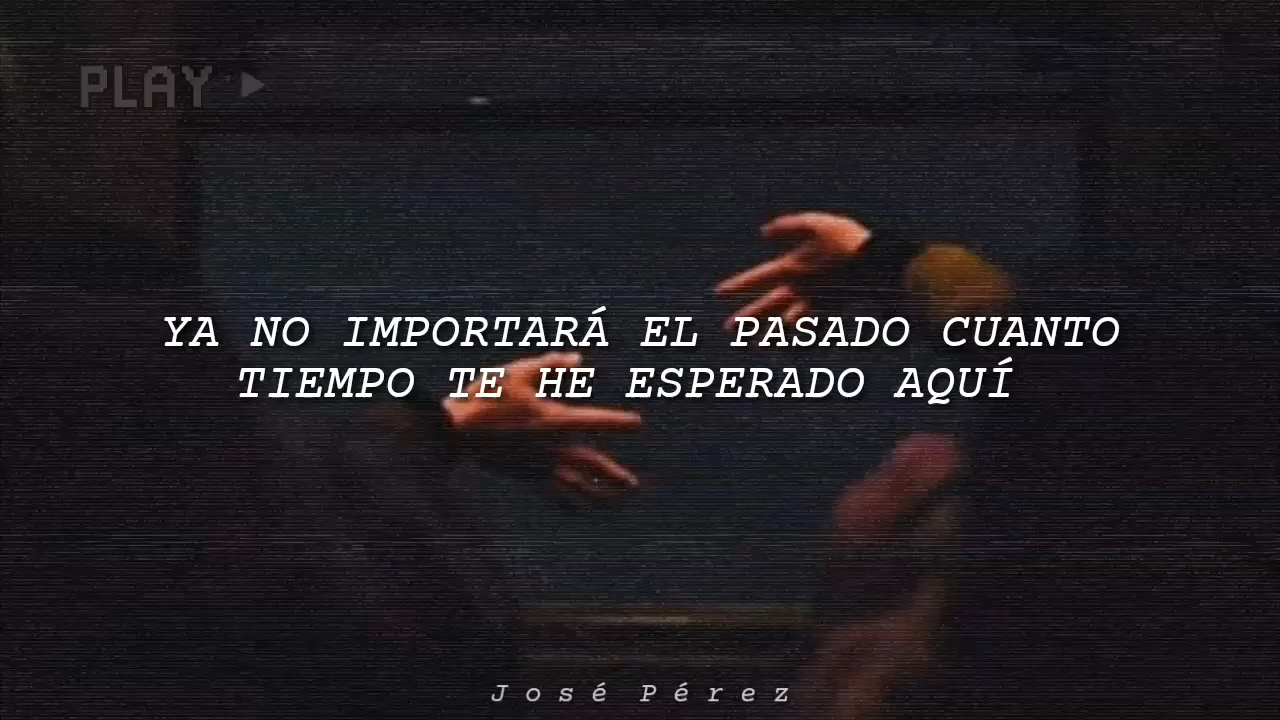 PLAY
YA NO IMPORTARÁ EL PASADO CUANTO
TIEMPO TE HE ESPERADO AQUÍ
José Pérez